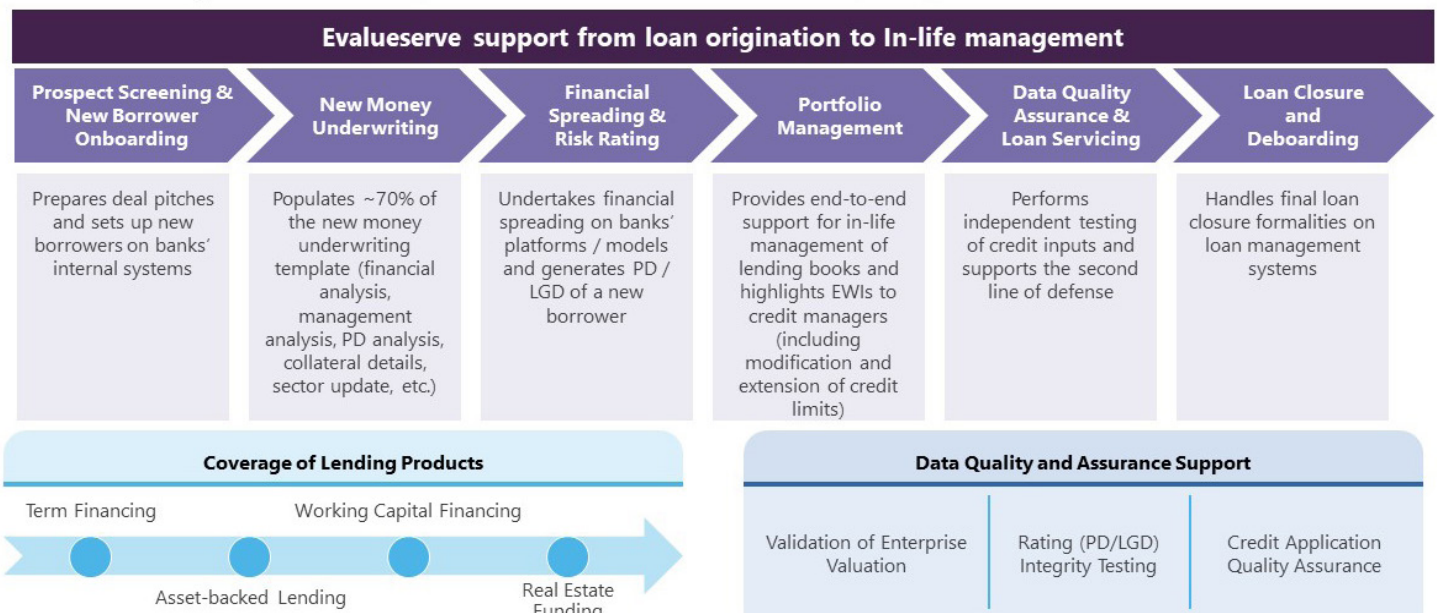 Evalueserve support from loan origination to In-life management
Prospect Screening &
New Borrower
Onboarding
New Money
Underwriting
Financial
Spreading &
Risk Rating
Portfolio
Management
Data Quality
Assurance &
Loan Servicing
Loan Closure
and
Deboarding
Prepares deal pitches
and sets up new
borrowers on banks’
internal systems
Populates ~70% of
the new money
underwriting
template (financial
analysis,
management
analysis, PD analysis,
collateral details,
sector update, etc.)
Undertakes financial
spreading on banks’
platforms / models
and generates PD /
LGD of a new
borrower
Provides end-to-end
support for in-life
management of
lending books and
highlights EWIs to
credit managers
(including
modification and
extension of credit
limits)
Performs
independent testing
of credit inputs and
supports the second
line of defense
Handles final loan
closure formalities on
loan management
systems
Coverage of Lending Products
Term Financing
Working Capital Financing
Asset-backed Lending
Real Estate
Funding
Data Quality and Assurance Support
Validation of Enterprise
Valuation
Rating (PD/LGD)
Integrity Testing
Credit Application
Quality Assurance